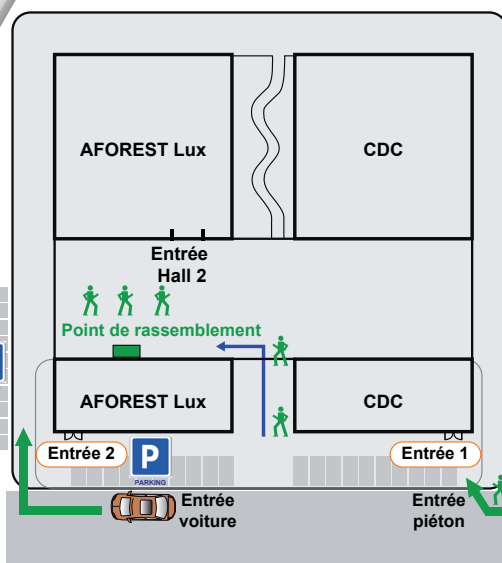 AFOREST Lux
CDC
Entrée
Hall 2
Point de rassemblement
AFOREST Lux
CDC
Entrée 2
P
PARKING
Entrée 1
Entrée
voiture
Entrée
piéton